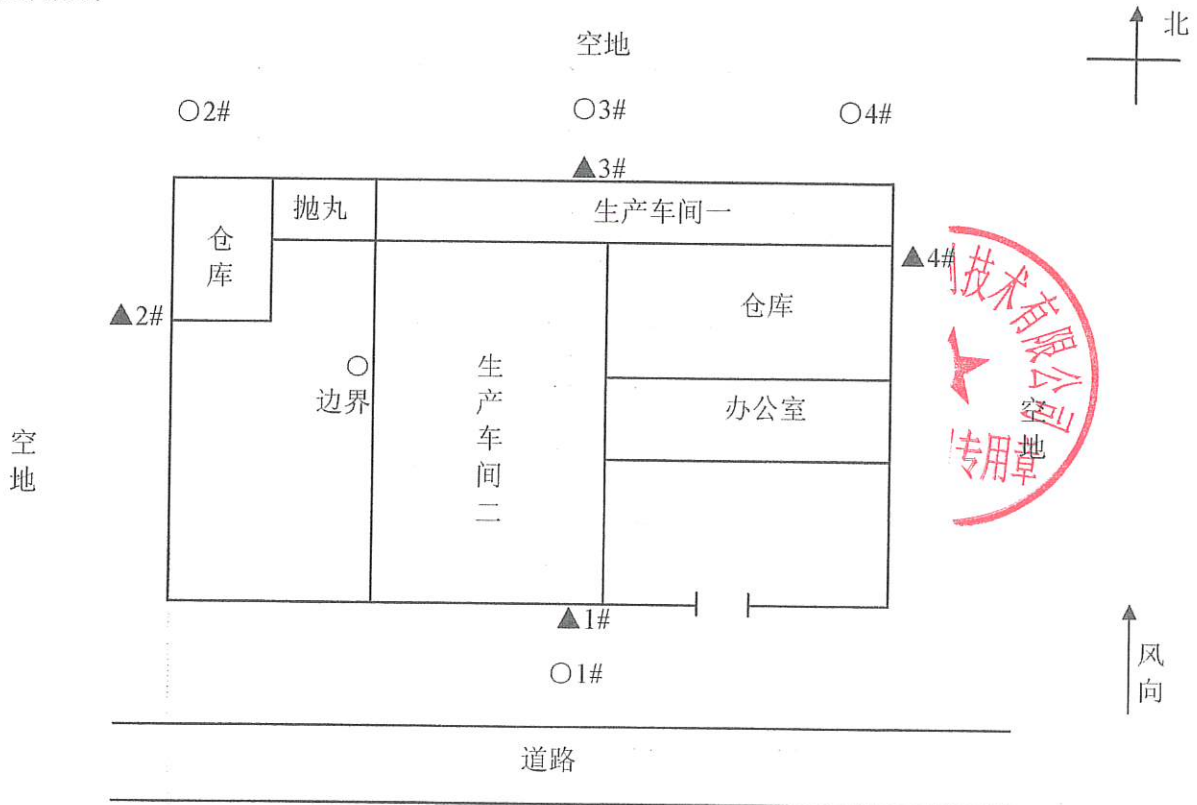 北
空地
○2#
○3#
○4#
▲3#
抛丸
生产车间一
仓库
▲4#
▲2#
仓库
○
边界
生产车间二
办公室
空地
空地
技术有限公司
专用章
▲1#
○1#
风向
道路